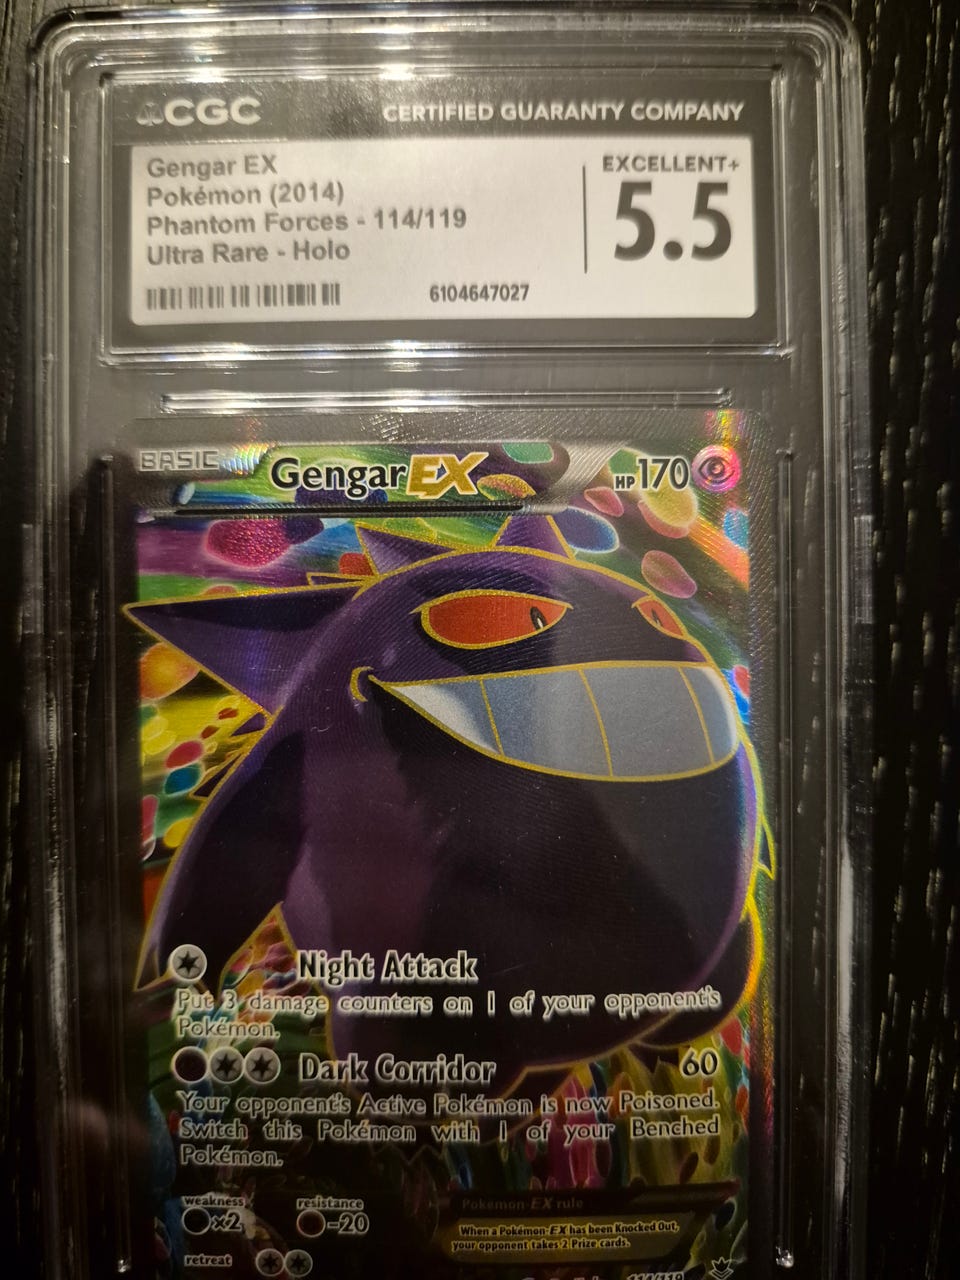 CGC
CERTIFIED GUARANTY COMPANY
Gengar EX
Pokémon (2014)
Phantom Forces - 114/119
Ultra Rare - Holo
EXCELLENT+
5.5
6104647027
BASIC
Gengar EX
HP 170
Night Attack
Put 3 damage counters on 1 of your opponent's
Pokémon.
Dark Corridor 60
Your opponent's Active Pokémon is now Poisoned.
Switch this Pokémon with 1 of your Benched
Pokémon.
weakness
×2
resistance
-20
retreat
Pokémon-EX rule
When a Pokémon-EX has been Knocked Out,
your opponent takes 2 Prize cards.
114/119